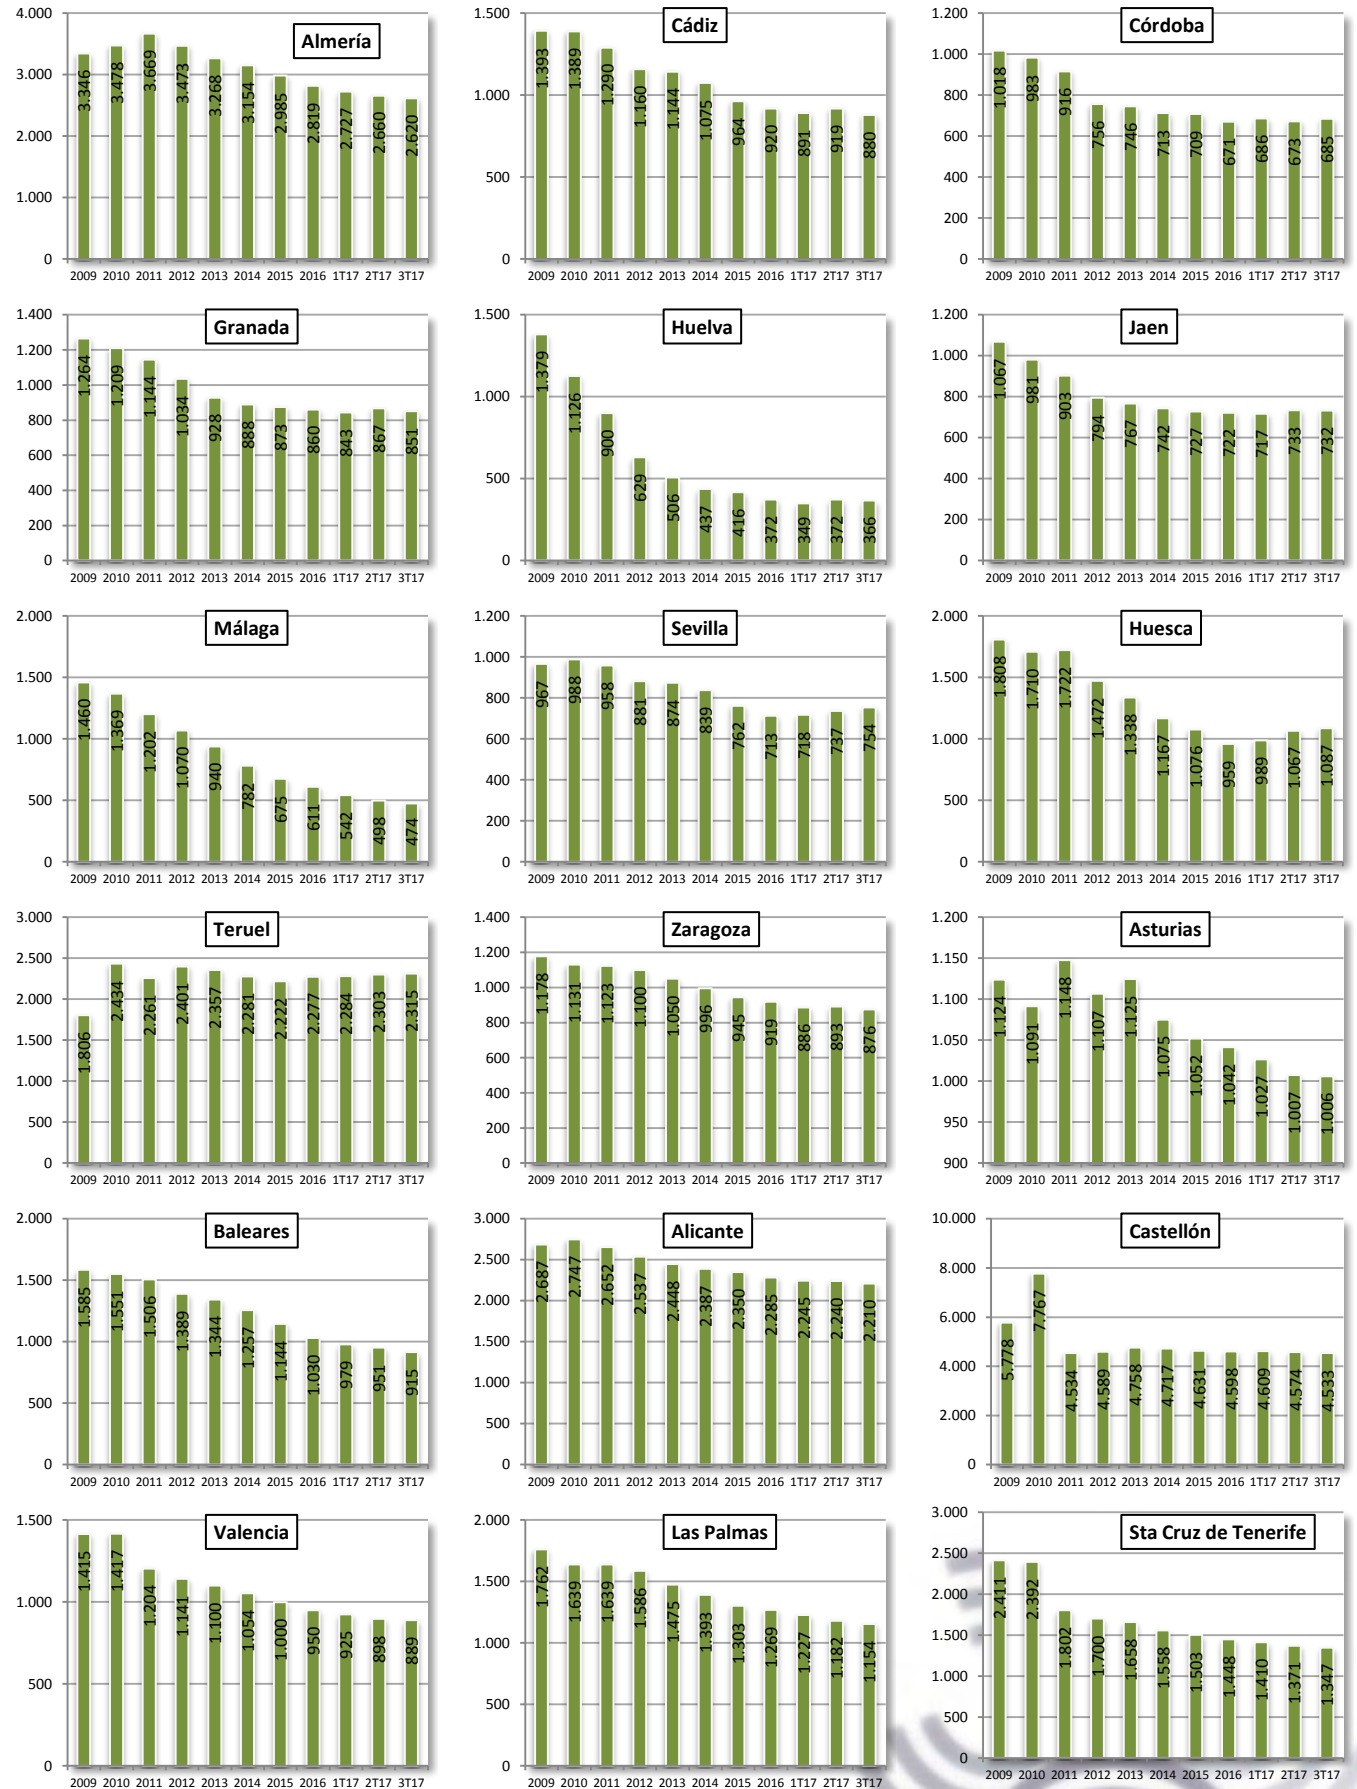 Almería
4.000
3.000
2.000
1.000
0
3.346 3.478 3.669 3.473 3.268 3.154 2.985 2.819 2.727 2.660 2.620
2009 2010 2011 2012 2013 2014 2015 2016 1T17 2T17 3T17
Cádiz
1.500
1.000
500
0
1.393 1.389 1.290 1.160 1.144 1.075 964 920 891 919 880
2009 2010 2011 2012 2013 2014 2015 2016 1T17 2T17 3T17
Córdoba
1.200
1.000
800
600
400
200
0
1.018 983 916 756 746 713 709 671 686 673 685
2009 2010 2011 2012 2013 2014 2015 2016 1T17 2T17 3T17
Granada
1.400
1.200
1.000
800
600
400
200
0
1.264 1.209 1.144 1.034 928 888 873 860 843 867 851
2009 2010 2011 2012 2013 2014 2015 2016 1T17 2T17 3T17
Huelva
1.500
1.000
500
0
1.379 1.126 900 629 506 437 416 372 349 372 366
2009 2010 2011 2012 2013 2014 2015 2016 1T17 2T17 3T17
Jaen
1.200
1.000
800
600
400
200
0
1.067 981 903 794 767 742 727 722 717 733 732
2009 2010 2011 2012 2013 2014 2015 2016 1T17 2T17 3T17
Málaga
2.000
1.500
1.000
500
0
1.460 1.369 1.202 1.070 940 782 675 611 542 498 474
2009 2010 2011 2012 2013 2014 2015 2016 1T17 2T17 3T17
Sevilla
1.200
1.000
800
600
400
200
0
967 988 958 881 874 839 762 713 718 737 754
2009 2010 2011 2012 2013 2014 2015 2016 1T17 2T17 3T17
Huesca
2.000
1.500
1.000
500
0
1.808 1.710 1.722 1.472 1.338 1.167 1.076 959 989 1.067 1.087
2009 2010 2011 2012 2013 2014 2015 2016 1T17 2T17 3T17
Teruel
3.000
2.500
2.000
1.500
1.000
500
0
1.806 2.434 2.261 2.401 2.357 2.281 2.222 2.277 2.284 2.303 2.315
2009 2010 2011 2012 2013 2014 2015 2016 1T17 2T17 3T17
Zaragoza
1.400
1.200
1.000
800
600
400
200
0
1.178 1.131 1.123 1.100 1.050 996 945 919 886 893 876
2009 2010 2011 2012 2013 2014 2015 2016 1T17 2T17 3T17
Asturias
1.200
1.150
1.100
1.050
1.000
950
900
1.124 1.091 1.148 1.107 1.125 1.075 1.052 1.042 1.027 1.007 1.006
2009 2010 2011 2012 2013 2014 2015 2016 1T17 2T17 3T17
Baleares
2.000
1.500
1.000
500
0
1.585 1.551 1.506 1.389 1.344 1.257 1.144 1.030 979 951 915
2009 2010 2011 2012 2013 2014 2015 2016 1T17 2T17 3T17
Alicante
3.000
2.500
2.000
1.500
1.000
500
0
2.687 2.747 2.652 2.537 2.448 2.387 2.350 2.285 2.245 2.240 2.210
2009 2010 2011 2012 2013 2014 2015 2016 1T17 2T17 3T17
Castellón
10.000
8.000
6.000
4.000
2.000
0
5.778 7.767 4.534 4.589 4.758 4.717 4.631 4.598 4.609 4.574 4.533
2009 2010 2011 2012 2013 2014 2015 2016 1T17 2T17 3T17
Valencia
1.500
1.000
500
0
1.415 1.417 1.204 1.141 1.100 1.054 1.000 950 925 898 889
2009 2010 2011 2012 2013 2014 2015 2016 1T17 2T17 3T17
Las Palmas
2.000
1.500
1.000
500
0
1.762 1.639 1.639 1.586 1.475 1.393 1.303 1.269 1.227 1.182 1.154
2009 2010 2011 2012 2013 2014 2015 2016 1T17 2T17 3T17
Sta Cruz de Tenerife
3.000
2.500
2.000
1.500
1.000
500
0
2.411 2.392 1.802 1.700 1.658 1.558 1.503 1.448 1.410 1.371 1.347
2009 2010 2011 2012 2013 2014 2015 2016 1T17 2T17 3T17